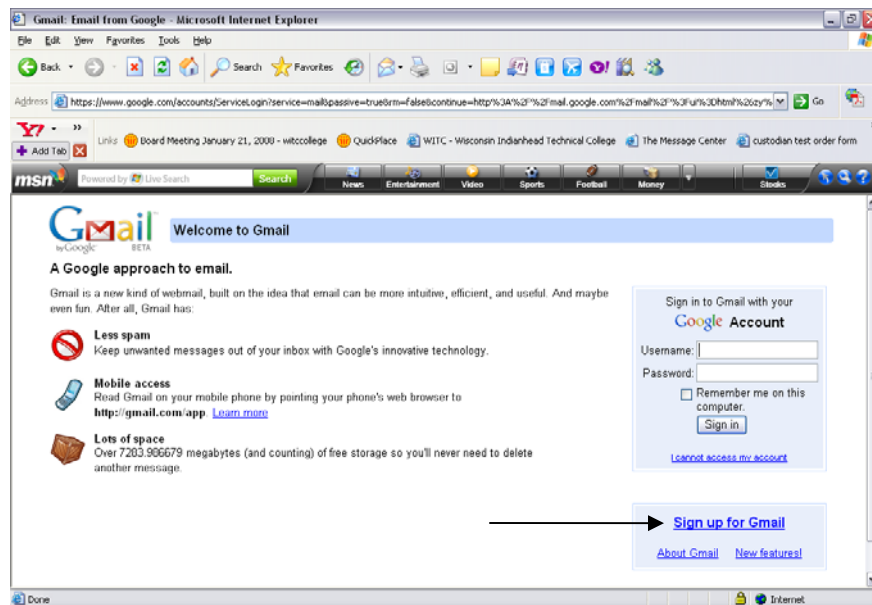 Gmail: Email from Google - Microsoft Internet Explorer
File Edit View Favorites Tools Help
Back Search Favorites
Address https://www.google.com/accounts/ServiceLogin?service=mail&passive=true&rm=false&continue=http%3A%2F%2Fmail.google.com%2Fmail%2F%3Fui%3Dhtml%26zy% Go
Y7 »
Links Board Meeting January 21, 2008 - witccollege QuickPlace WITC - Wisconsin Indianhead Technical College The Message Center custodian test order form
Add Tab
msn Powered by Live Search Search News Entertainment Video Sports Football Money Stocks
Gmail by Google BETA
Welcome to Gmail
A Google approach to email.
Gmail is a new kind of webmail, built on the idea that email can be more intuitive, efficient, and useful. And maybe
even fun. After all, Gmail has:
Less spam
Keep unwanted messages out of your inbox with Google's innovative technology.
Mobile access
Read Gmail on your mobile phone by pointing your phone's web browser to
http://gmail.com/app. Learn more
Lots of space
Over 7203.906679 megabytes (and counting) of free storage so you'll never need to delete
another message.
Sign in to Gmail with your
Google Account
Username:
Password:
Remember me on this
computer.
Sign in
I cannot access my account
Sign up for Gmail
About Gmail New features!
Done Internet